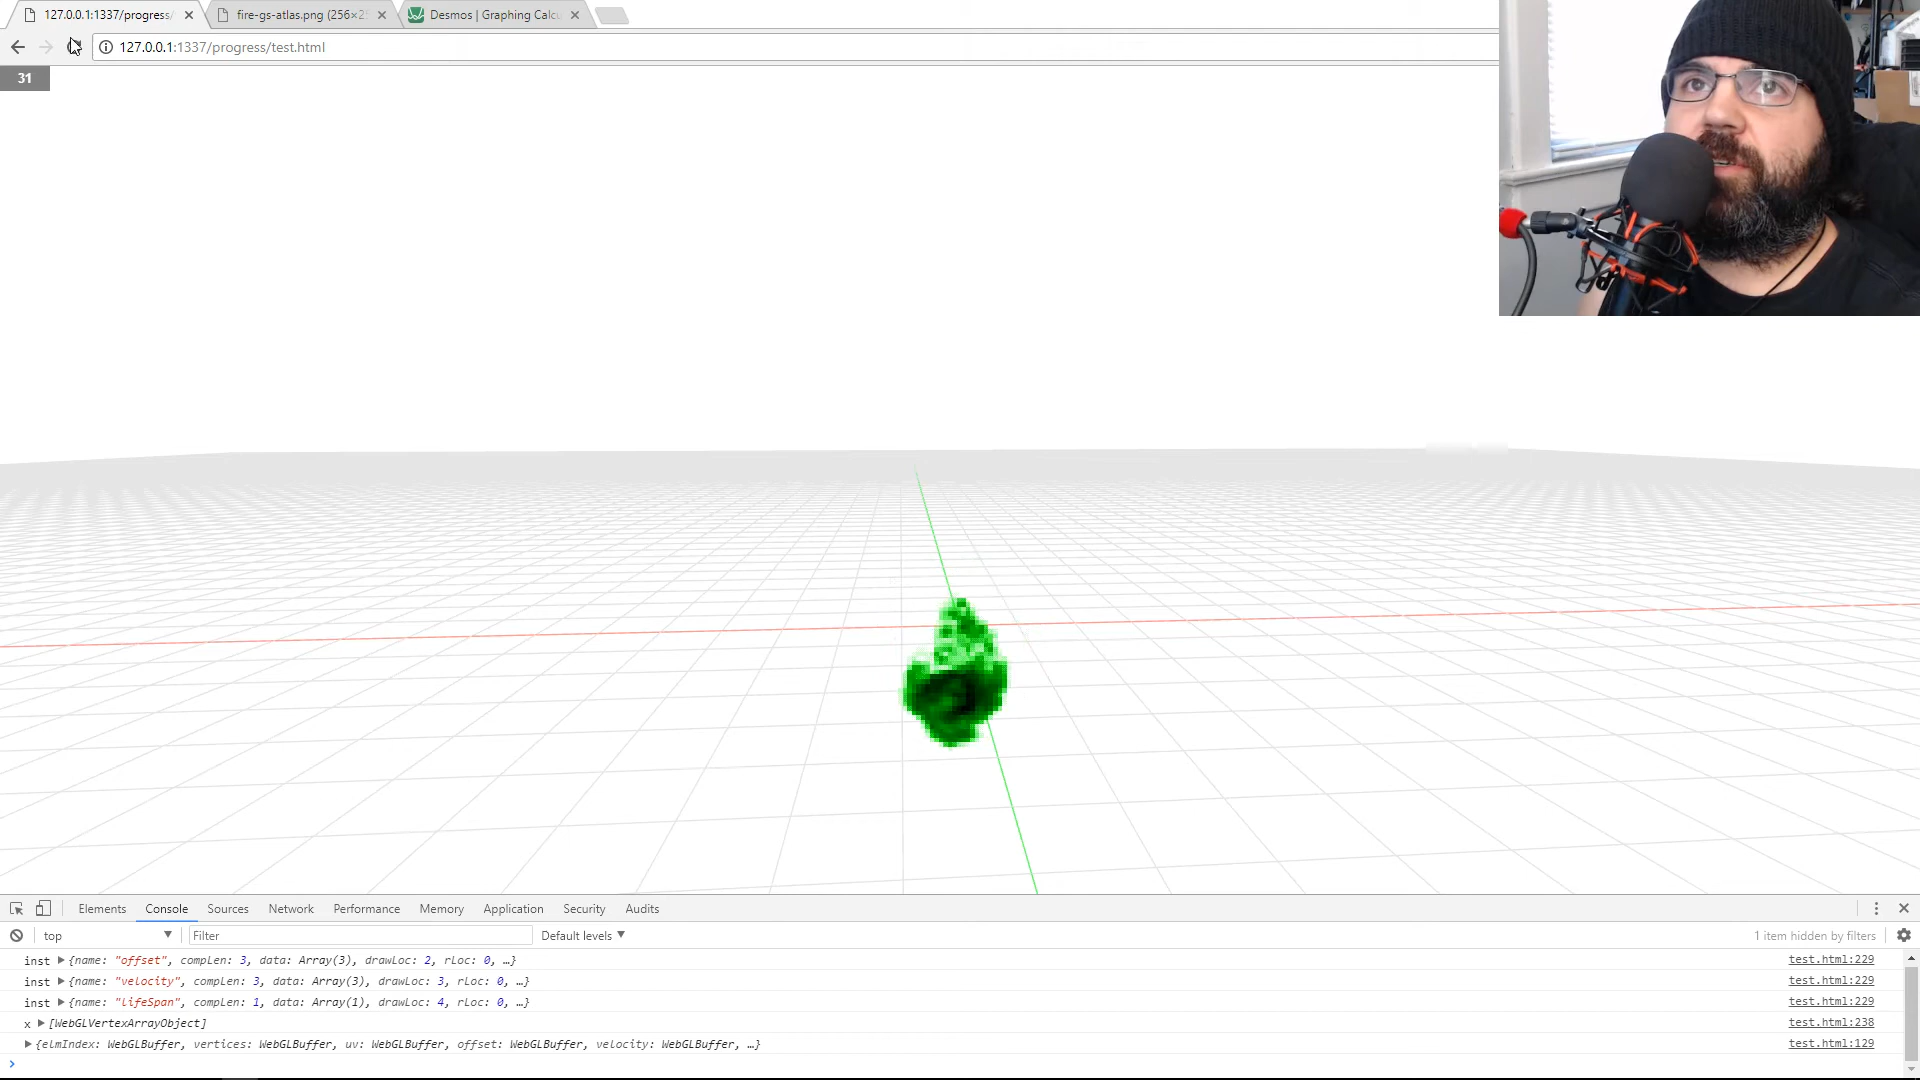 127.0.0.1:1337/progress/
fire-gs-atlas.png (256×25
Desmos | Graphing Calcu
127.0.0.1:1337/progress/test.html
31
Elements Console Sources Network Performance Memory Application Security Audits
top Filter Default levels 1 item hidden by filters
inst {name: "offset", compLen: 3, data: Array(3), drawLoc: 2, rLoc: 0, …} test.html:229
inst {name: "velocity", compLen: 3, data: Array(3), drawLoc: 3, rLoc: 0, …} test.html:229
inst {name: "lifeSpan", compLen: 1, data: Array(1), drawLoc: 4, rLoc: 0, …} test.html:229
x [WebGLVertexArrayObject] test.html:238
{elmIndex: WebGLBuffer, vertices: WebGLBuffer, uv: WebGLBuffer, offset: WebGLBuffer, velocity: WebGLBuffer, …} test.html:129